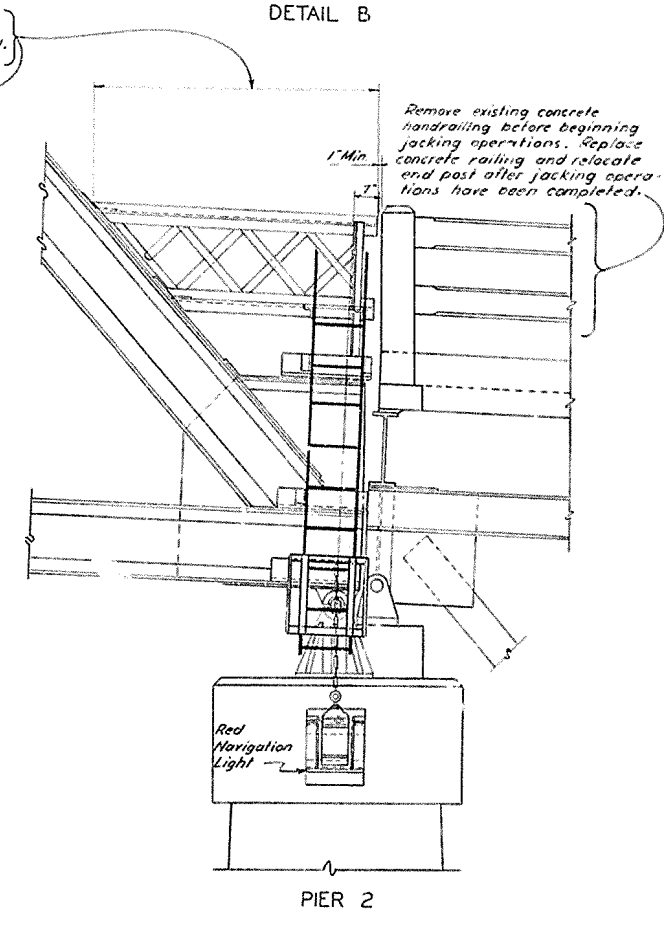 DETAIL B
Remove existing concrete
handrailing before beginning
jacking operations. Replace
concrete railing and relocate
end post after jacking opera-
tions have been completed.
1" Min.
7"
Red
Navigation
Light
PIER 2